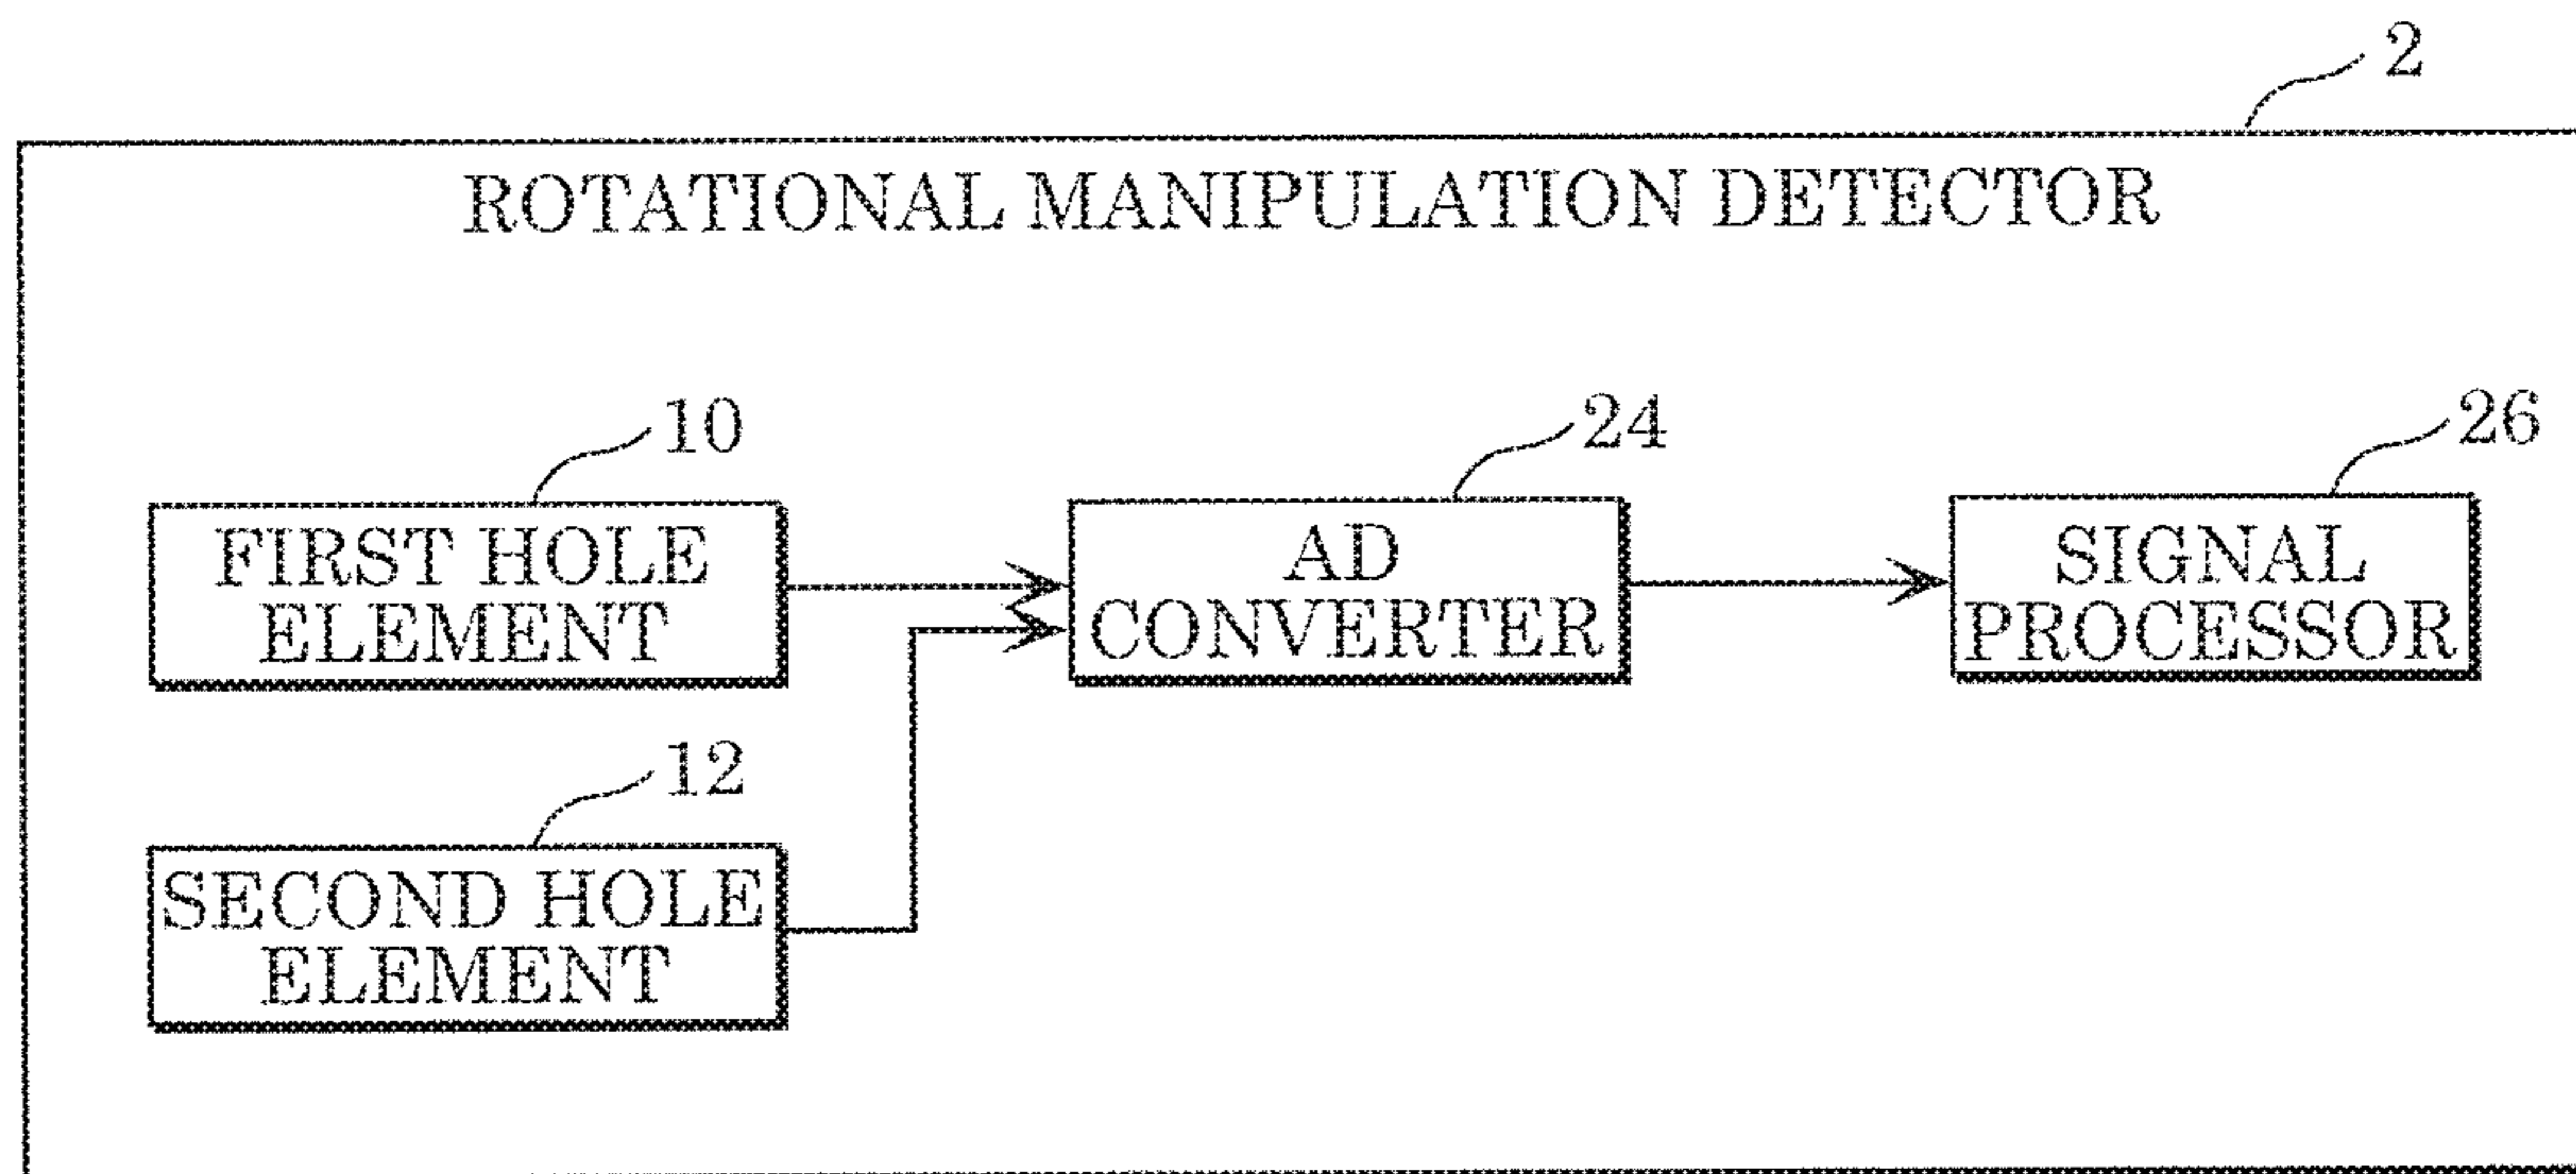 2
ROTATIONAL MANIPULATION DETECTOR
10
24
26
FIRST HOLE
ELEMENT
AD
CONVERTER
SIGNAL
PROCESSOR
12
SECOND HOLE
ELEMENT